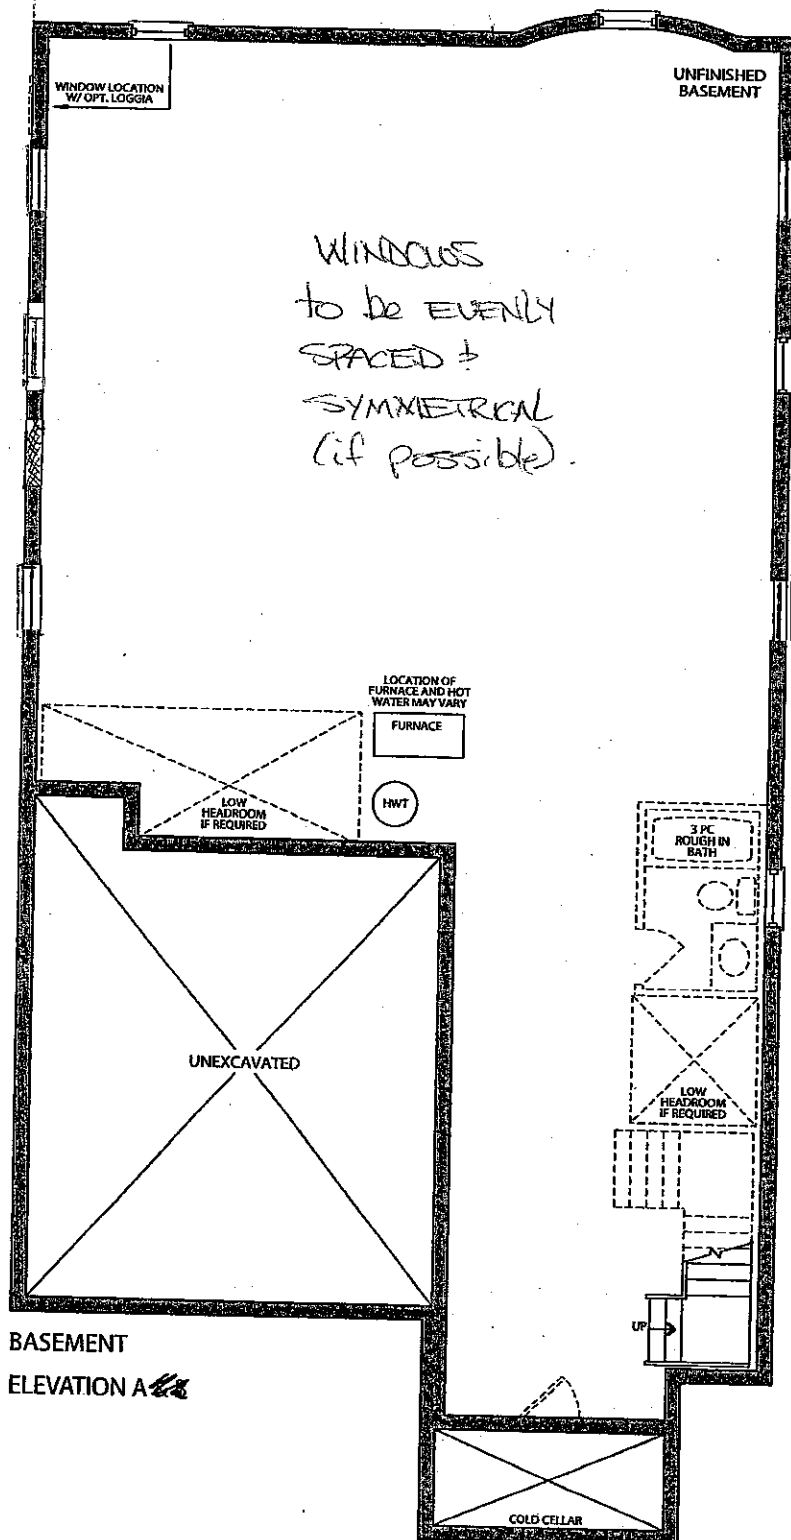 WINDOW LOCATION
W/ OPT. LOGGIA
UNFINISHED
BASEMENT
WINDOWS
to be EVENLY
SPACED &
SYMMETRICAL
(if possible).
LOCATION OF
FURNACE AND HOT
WATER MAY VARY
FURNACE
HWT
LOW
HEADROOM
IF REQUIRED
3 PC
ROUGH IN
BATH
UNEXCAVATED
LOW
HEADROOM
IF REQUIRED
UP
BASEMENT
ELEVATION A
COLD CELLAR